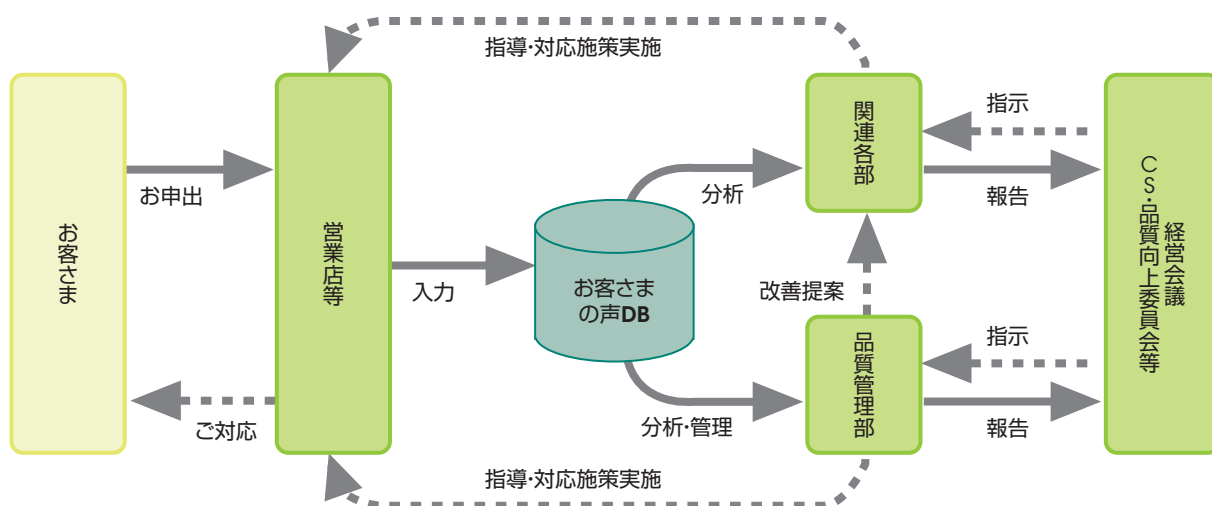 指導・対応施策実施
お客さま
お申出
ご対応
営業店等
入力
お客さま
の声DB
分析
分析・管理
関連各部
改善提案
品質管理部
指示
報告
指示
報告
経営会議
CS・品質向上委員会等
指導・対応施策実施